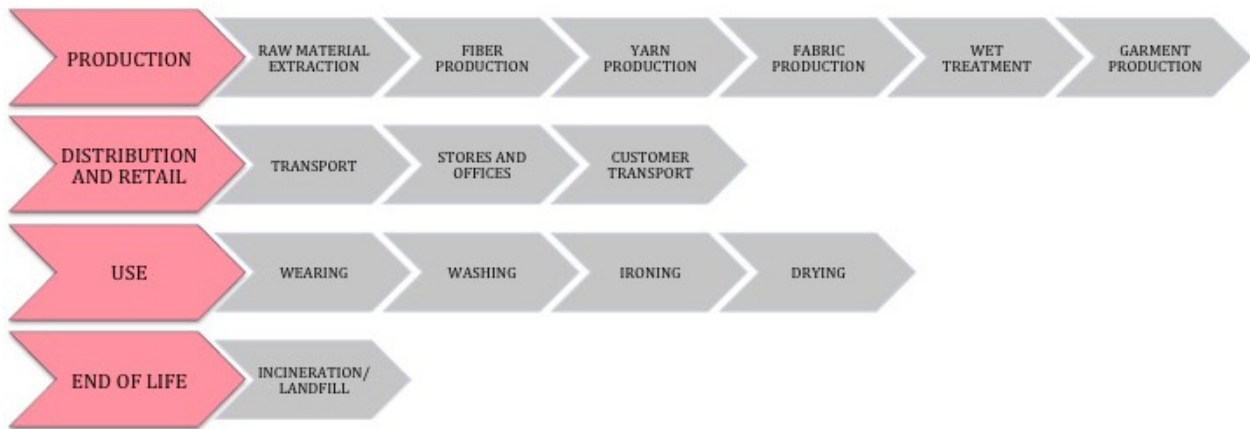 PRODUCTION
RAW MATERIAL
EXTRACTION
FIBER
PRODUCTION
YARN
PRODUCTION
FABRIC
PRODUCTION
WET
TREATMENT
GARMENT
PRODUCTION
DISTRIBUTION
AND RETAIL
TRANSPORT
STORES AND
OFFICES
CUSTOMER
TRANSPORT
USE
WEARING
WASHING
IRONING
DRYING
END OF LIFE
INCINERATION/
LANDFILL